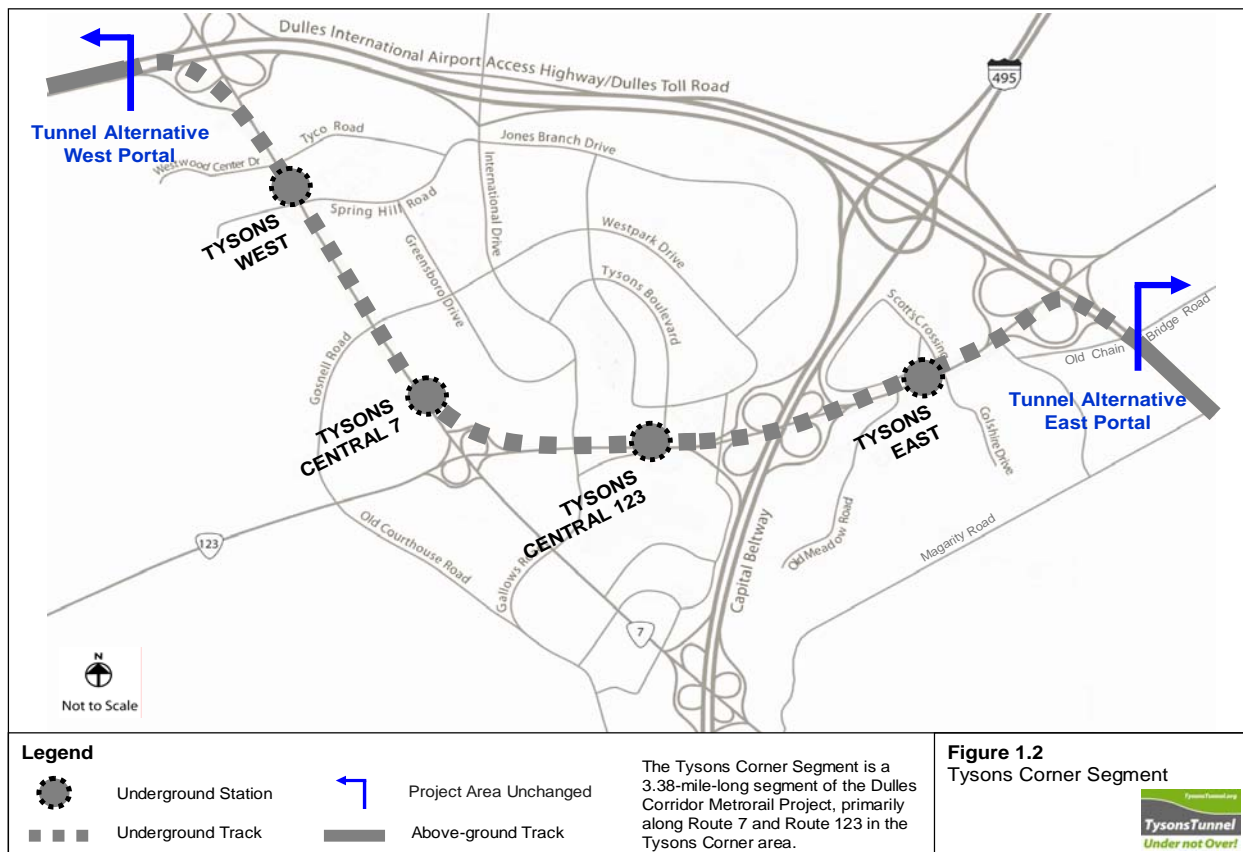 Dulles International Airport Access Highway/Dulles Toll Road
495
Tunnel Alternative
West Portal
Tyco Road
Westwood Center Dr
Jones Branch Drive
International Drive
Spring Hill Road
TYSONS
WEST
Greensboro Drive
Westpark Drive
Tysons Boulevard
Scott's Crossing
Old Chain Bridge Road
Gosnell Road
Tunnel Alternative
East Portal
TYSONS
CENTRAL 7
TYSONS
CENTRAL 123
TYSONS
EAST
Colshire Drive
123
Old Courthouse Road
Gallows R
Capital Beltway
Old Meadow Road
Magarity Road
7
N
Not to Scale
Legend
Underground Station
Project Area Unchanged
Underground Track
Above-ground Track
The Tysons Corner Segment is a
3.38-mile-long segment of the Dulles
Corridor Metrorail Project, primarily
along Route 7 and Route 123 in the
Tysons Corner area.
Figure 1.2
Tysons Corner Segment
TysonsTunnel.org
TysonsTunnel
Under not Over!